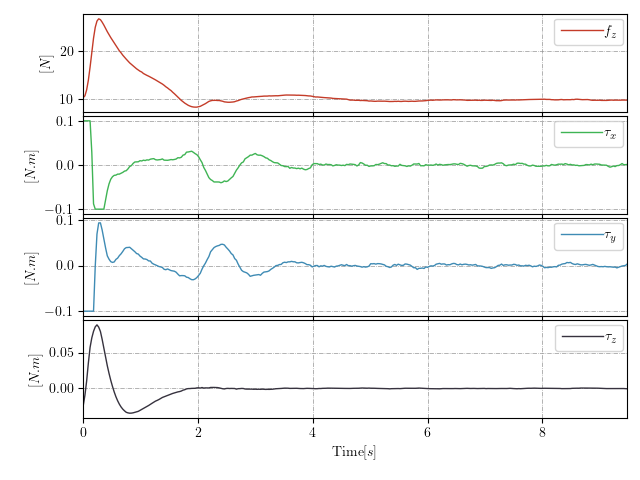 f_z
20
[N]
10
0.1
τ_x
[N.m]
0.0
−0.1
0.1
τ_y
[N.m]
0.0
−0.1
τ_z
0.05
[N.m]
0.00
0 2 4 6 8
Time[s]